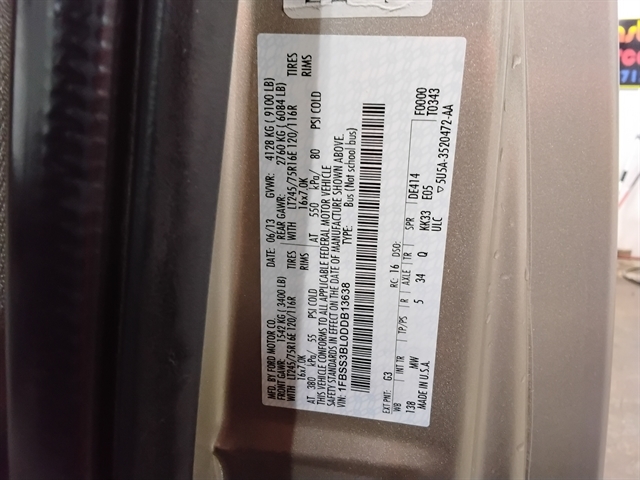 MFD. BY FORD MOTOR CO.
DATE: 06/13 GVWR: 4128 KG ( 9100 LB)
FRONT GAWR: 1542 KG ( 3400 LB) REAR GAWR: 2760 KG ( 6084 LB)
WITH LT245/75R16E 120/116R TIRES WITH LT245/75R16E 120/116R TIRES
16x7.0K RIMS 16x7.0K RIMS
AT 380 kPa/ 55 PSI COLD AT 550 kPa/ 80 PSI COLD
THIS VEHICLE CONFORMS TO ALL APPLICABLE FEDERAL MOTOR VEHICLE
SAFETY STANDARDS IN EFFECT ON THE DATE OF MANUFACTURE SHOWN ABOVE.
VIN: 1FBSS3BL0DDB13638
TYPE: Bus (Not school bus)
EXT PNT: G3 RC: 16 DSO: DE414 F0000
WB INT TR TP/PS R AXLE TR SPR KK33 E05 T0343
138 MW 5 34 Q ULC
MADE IN U.S.A. ▽5U5A-3520472-AA